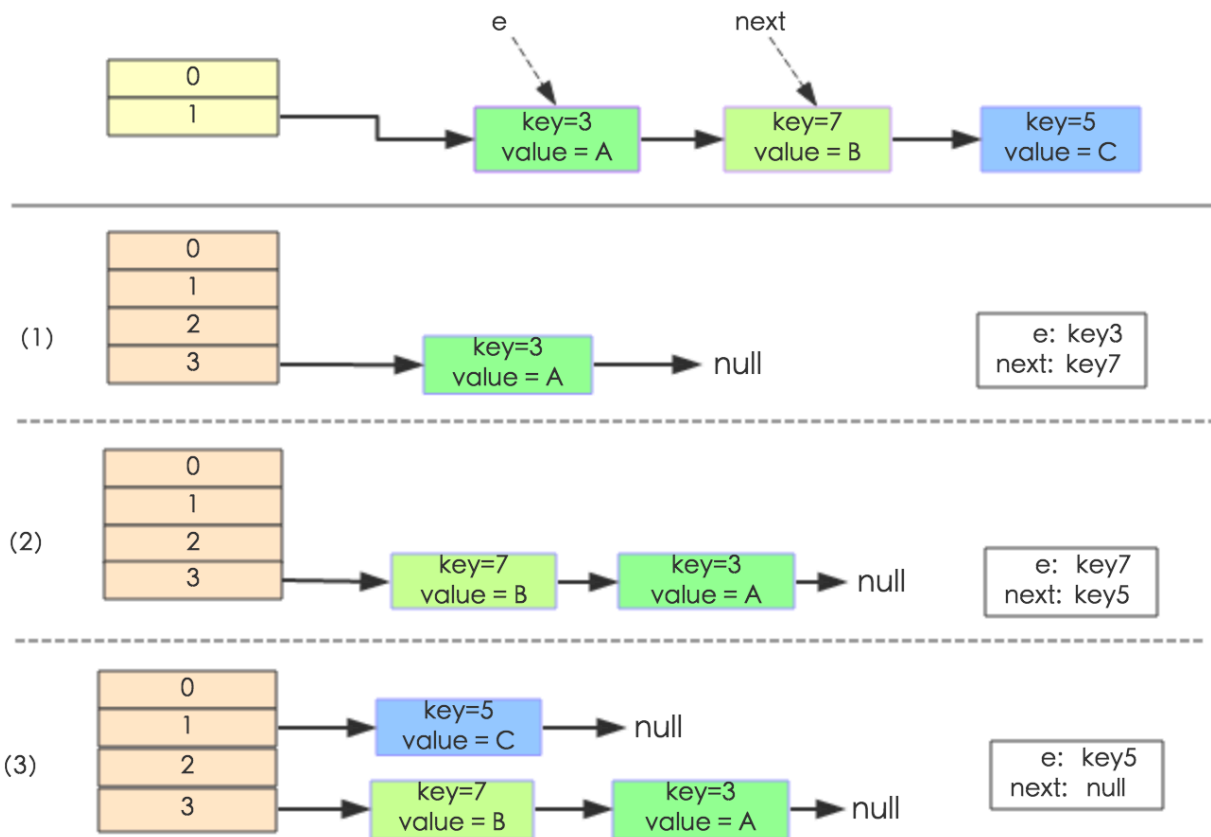 e
next
0
1
key=3
value = A
key=7
value = B
key=5
value = C
(1)
0
1
2
3
key=3
value = A
null
e: key3
next: key7
(2)
0
1
2
3
key=7
value = B
key=3
value = A
null
e: key7
next: key5
(3)
0
1
2
3
key=5
value = C
null
key=7
value = B
key=3
value = A
null
e: key5
next: null